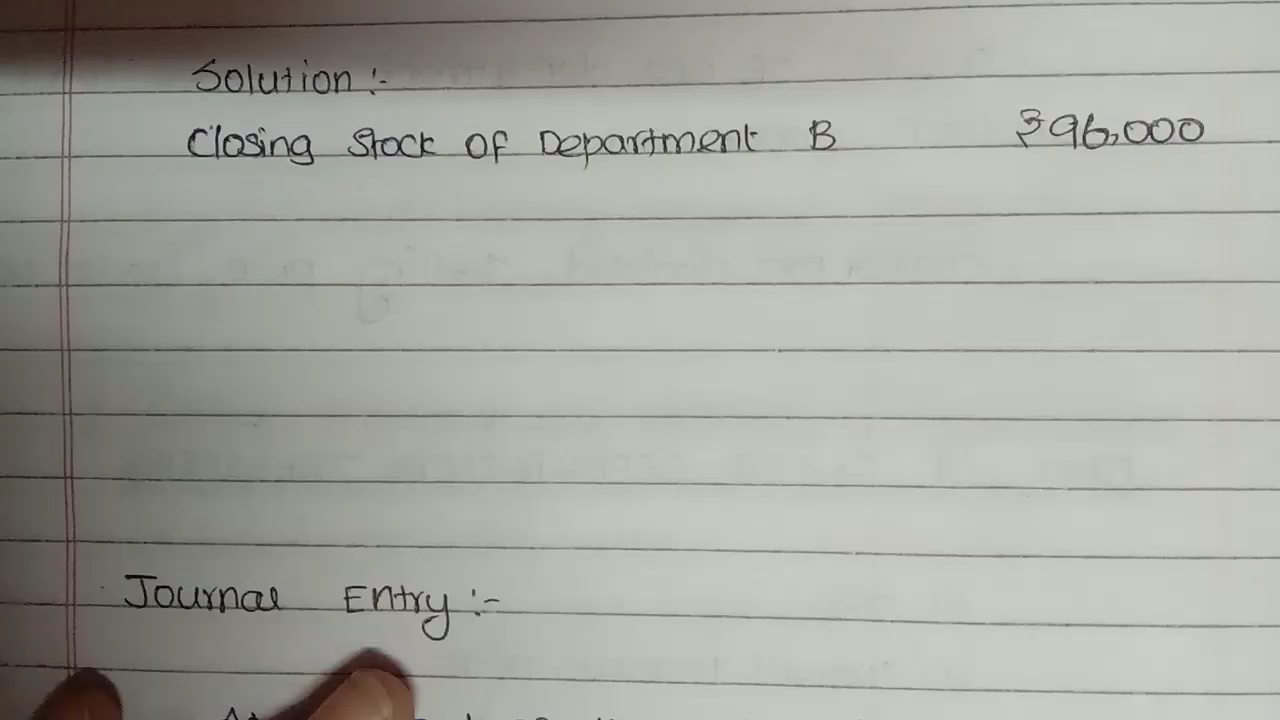 Solution :-
Closing Stock of Department B ₹96,000
Journal Entry :-